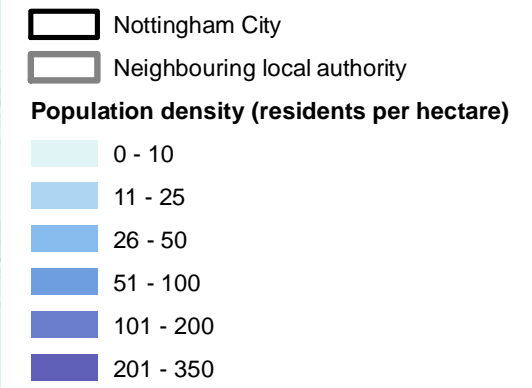 Nottingham City
Neighbouring local authority
Population density (residents per hectare)
0 - 10
11 - 25
26 - 50
51 - 100
101 - 200
201 - 350